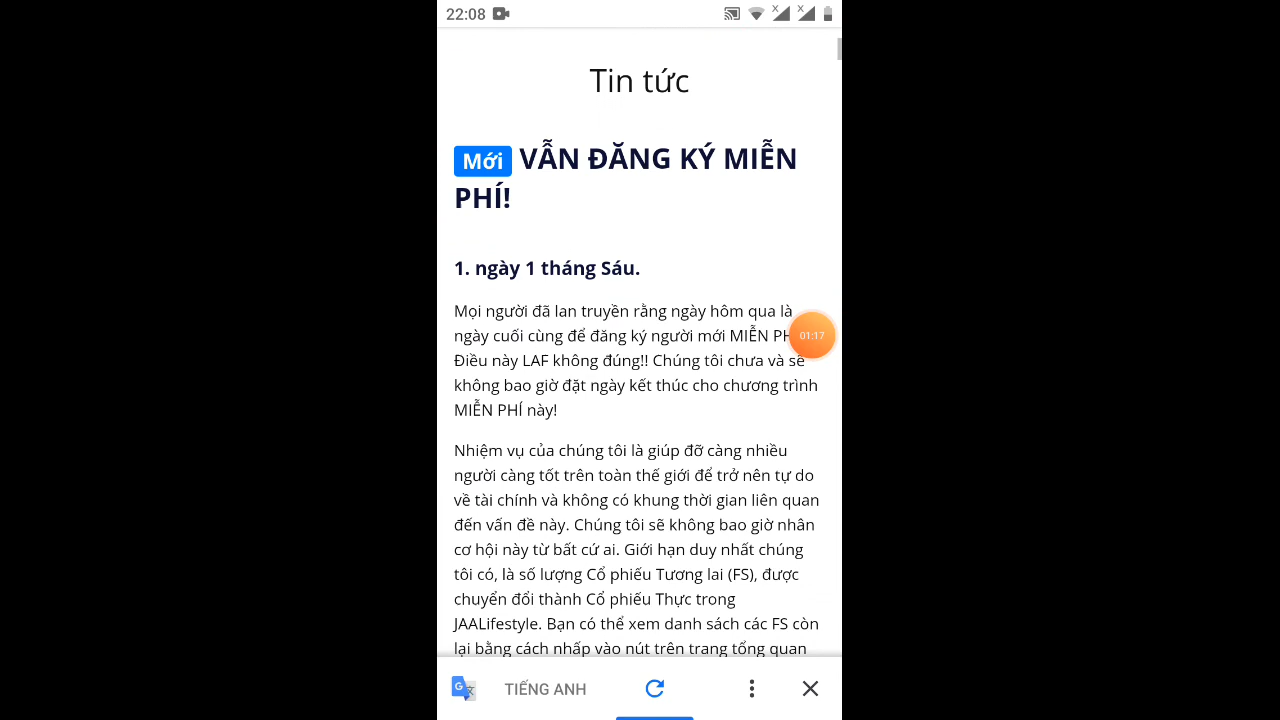 22:08
Tin tức
Mới VẪN ĐĂNG KÝ MIỄN
PHÍ!
1. ngày 1 tháng Sáu.
Mọi người đã lan truyền rằng ngày hôm qua là
ngày cuối cùng để đăng ký người mới MIỄN
01:17
Điều này LAF không đúng!! Chúng tôi chưa và sẽ
không bao giờ đặt ngày kết thúc cho chương trình
MIỄN PHÍ này!
Nhiệm vụ của chúng tôi là giúp đỡ càng nhiều
người càng tốt trên toàn thế giới để trở nên tự do
về tài chính và không có khung thời gian liên quan
đến vấn đề này. Chúng tôi sẽ không bao giờ nhân
cơ hội này từ bất cứ ai. Giới hạn duy nhất chúng
tôi có, là số lượng Cổ phiếu Tương lai (FS), được
chuyển đổi thành Cổ phiếu Thực trong
JAALifestyle. Bạn có thể xem danh sách các FS còn
lại bằng cách nhấp vào nút trên trang tổng quan
TIẾNG ANH